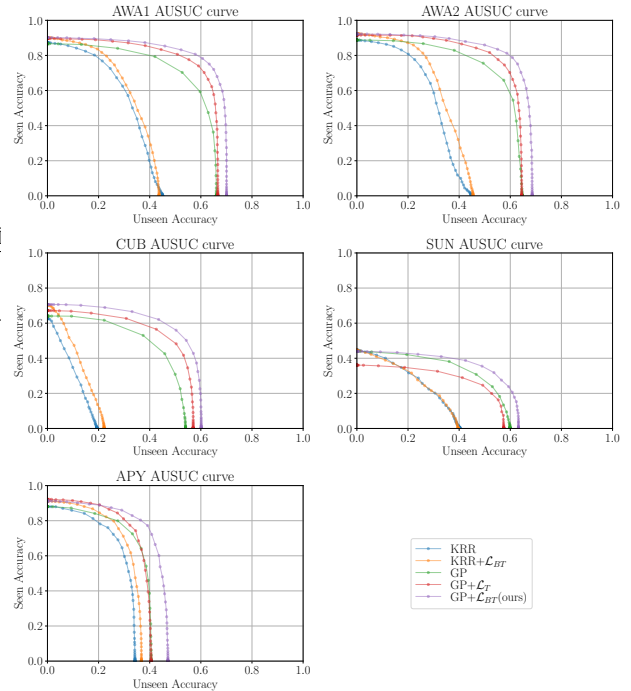 AWA1 AUSUC curve
1.0
0.8
0.6
0.4
0.2
0.0
Seen Accuracy
0.0 0.2 0.4 0.6 0.8 1.0
Unseen Accuracy
AWA2 AUSUC curve
1.0
0.8
0.6
0.4
0.2
0.0
Seen Accuracy
0.0 0.2 0.4 0.6 0.8 1.0
Unseen Accuracy
CUB AUSUC curve
1.0
0.8
0.6
0.4
0.2
0.0
Seen Accuracy
0.0 0.2 0.4 0.6 0.8 1.0
Unseen Accuracy
SUN AUSUC curve
1.0
0.8
0.6
0.4
0.2
0.0
Seen Accuracy
0.0 0.2 0.4 0.6 0.8 1.0
Unseen Accuracy
APY AUSUC curve
1.0
0.8
0.6
0.4
0.2
0.0
Seen Accuracy
0.0 0.2 0.4 0.6 0.8 1.0
Unseen Accuracy
KRR
KRR+ℒ_BT
GP
GP+ℒ_T
GP+ℒ_BT(ours)